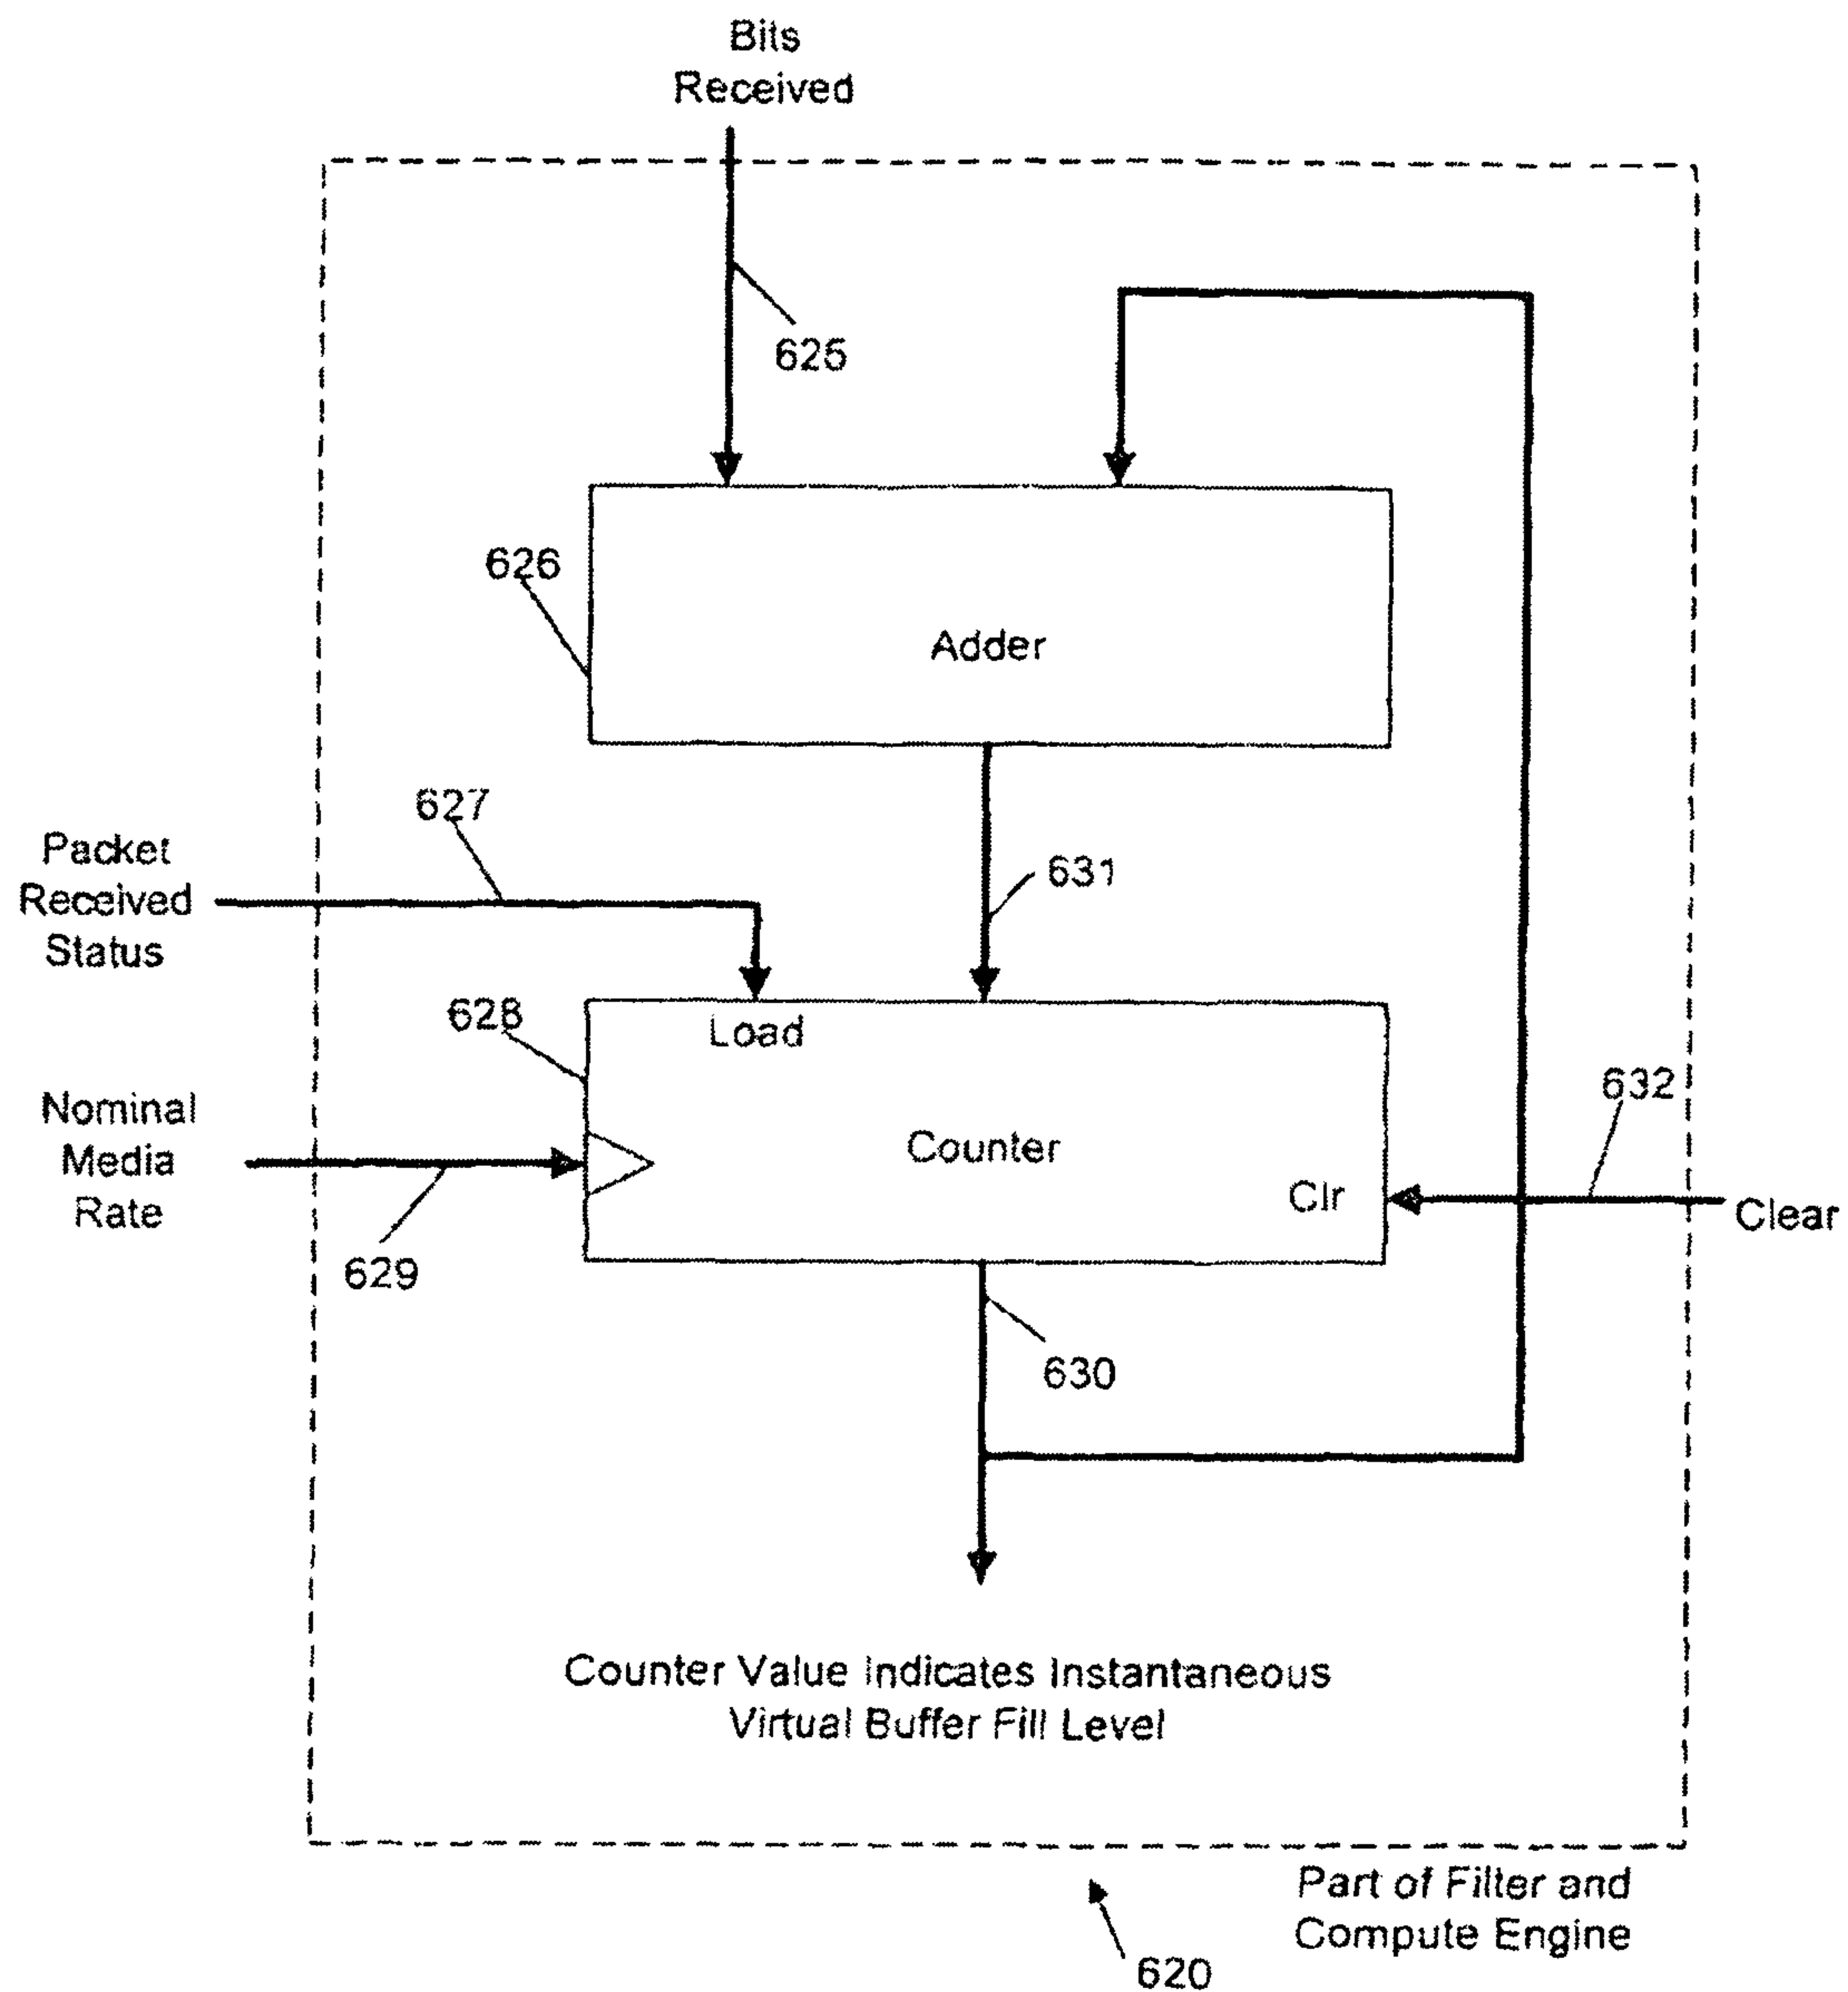 Bits
Received
625
626
Adder
627
Packet
Received
Status
631
628
Load
Nominal
Media
Rate
Counter
632
Clr
Clear
629
630
Counter Value Indicates Instantaneous
Virtual Buffer Fill Level
Part of Filter and
Compute Engine
620